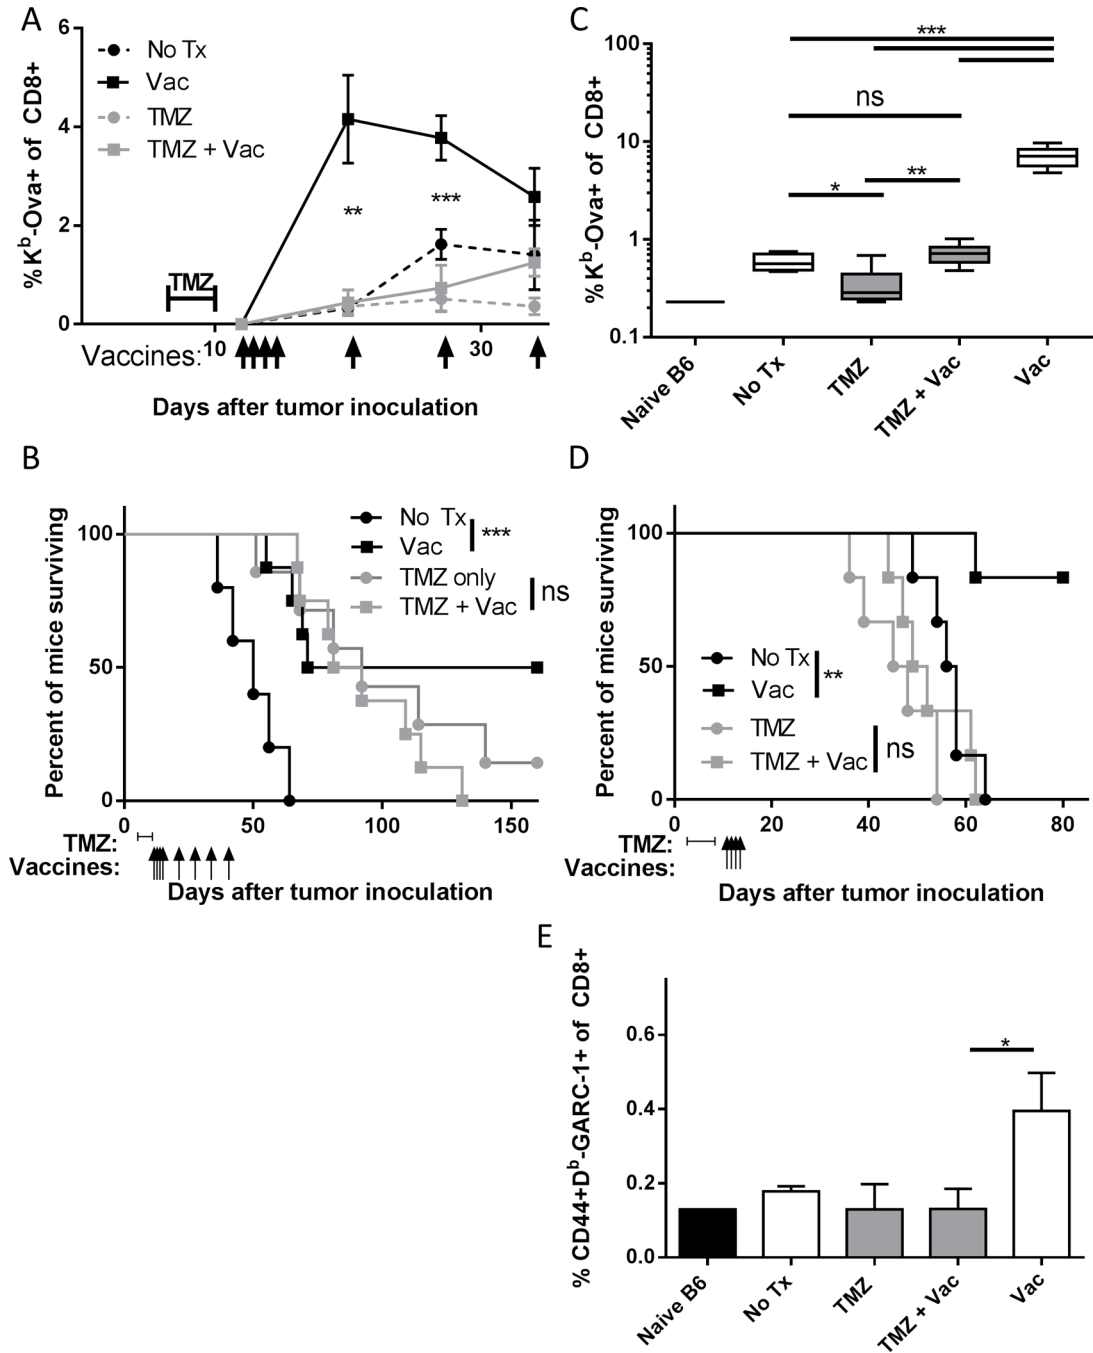 A
%Kb-Ova+ of CD8+
6
4
2
0
No Tx
Vac
TMZ
TMZ + Vac
**
***
TMZ
Vaccines:
10
30
Days after tumor inoculation
C
%Kb-Ova+ of CD8+
100
10
1
0.1
***
ns
*
**
Naive B6
No Tx
TMZ
TMZ + Vac
Vac
B
Percent of mice surviving
100
50
0
No Tx
Vac
***
TMZ only
TMZ + Vac
ns
0
50
100
150
TMZ:
Vaccines:
Days after tumor inoculation
D
Percent of mice surviving
100
50
0
No Tx
Vac
**
TMZ
TMZ + Vac
ns
0
20
40
60
80
TMZ:
Vaccines:
Days after tumor inoculation
E
% CD44+Db-GARC-1+ of CD8+
0.6
0.4
0.2
0.0
*
Naive B6
No Tx
TMZ
TMZ + Vac
Vac